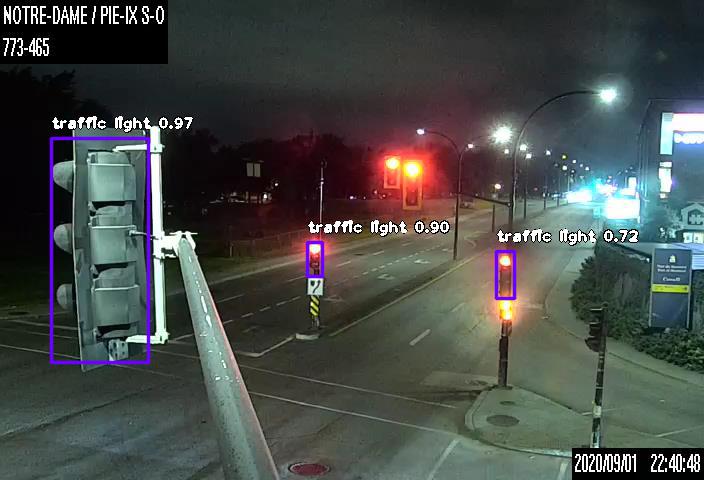 NOTRE-DAME / PIE-IX S-O
773-465
traffic light 0.97
traffic light 0.90
traffic light 0.72
Canada
2020/09/01 22:40:48